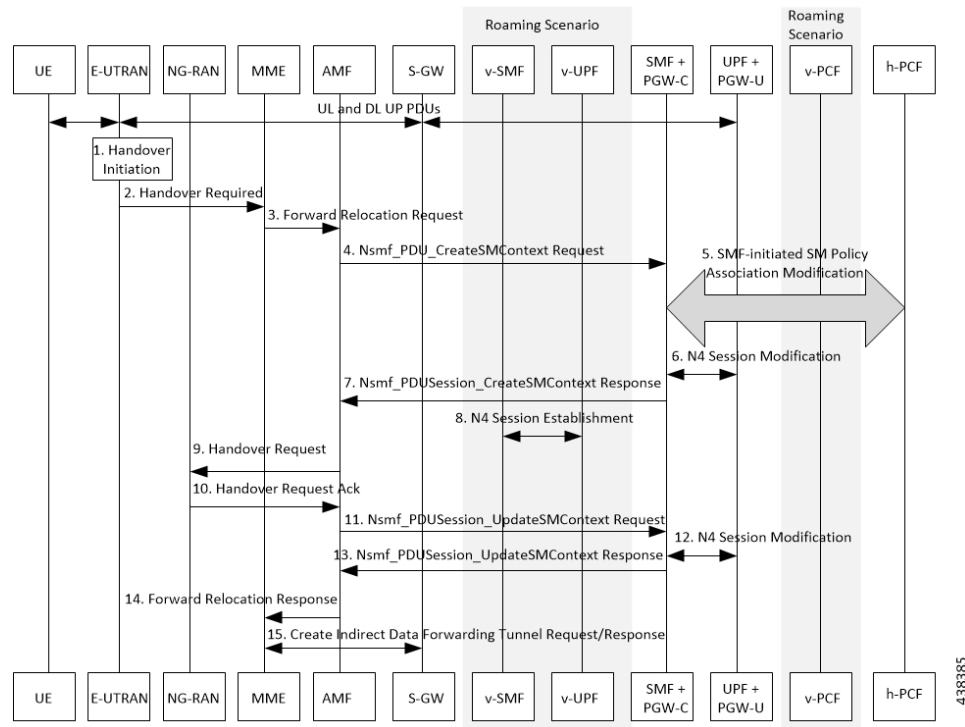 Roaming Scenario
Roaming
Scenario
UE
E-UTRAN
NG-RAN
MME
AMF
S-GW
v-SMF
v-UPF
SMF +
PGW-C
UPF +
PGW-U
v-PCF
h-PCF
UL and DL UP PDUs
1. Handover
Initiation
2. Handover Required
3. Forward Relocation Request
4. Nsmf_PDU_CreateSMContext Request
5. SMF-initiated SM Policy
Association Modification
6. N4 Session Modification
7. Nsmf_PDUSession_CreateSMContext Response
8. N4 Session Establishment
9. Handover Request
10. Handover Request Ack
11. Nsmf_PDUSession_UpdateSMContext Request
12. N4 Session Modification
13. Nsmf_PDUSession_UpdateSMContext Response
14. Forward Relocation Response
15. Create Indirect Data Forwarding Tunnel Request/Response
UE
E-UTRAN
NG-RAN
MME
AMF
S-GW
v-SMF
v-UPF
SMF +
PGW-C
UPF +
PGW-U
v-PCF
h-PCF
438385